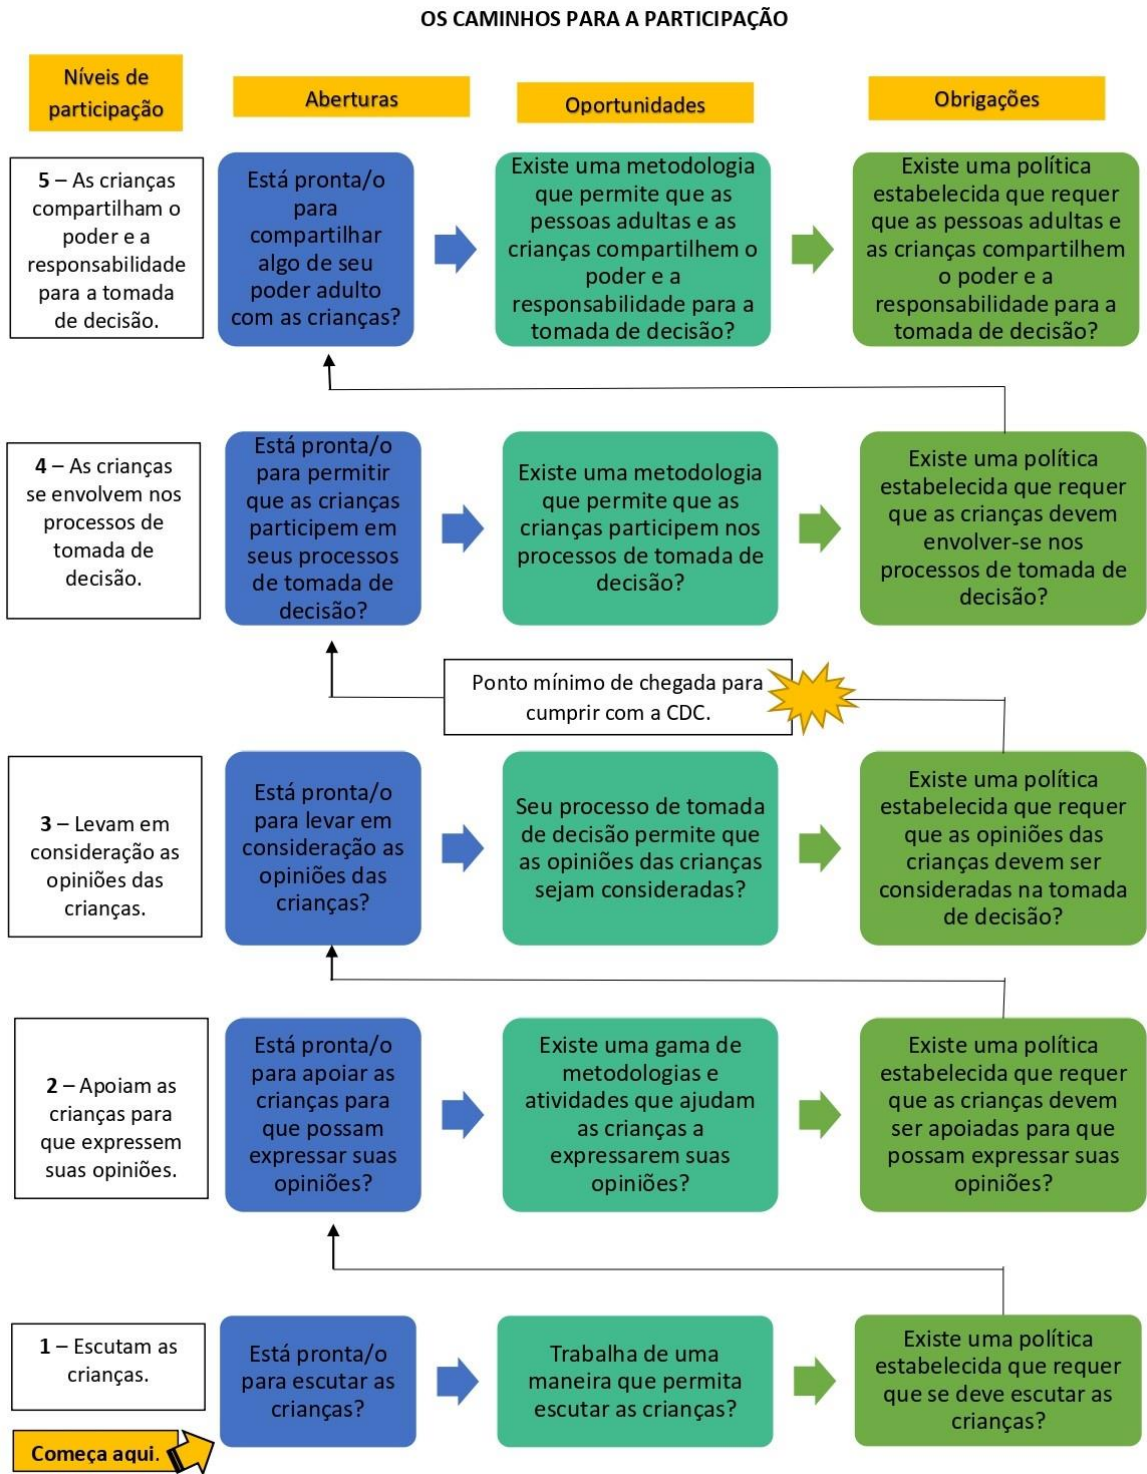 OS CAMINHOS PARA A PARTICIPAÇÃO
Níveis de
participação
Aberturas
Oportunidades
Obrigações
5 – As crianças
compartilham o
poder e a
responsabilidade
para a tomada
de decisão.
Está pronta/o
para
compartilhar
algo de seu
poder adulto
com as crianças?
Existe uma metodologia
que permite que as
pessoas adultas e as
crianças compartilhem o
poder e a
responsabilidade para a
tomada de decisão?
Existe uma política
estabelecida que requer
que as pessoas adultas e
as crianças compartilhem
o poder e a
responsabilidade para a
tomada de decisão?
4 – As crianças
se envolvem nos
processos de
tomada de
decisão.
Está pronta/o
para permitir
que as crianças
participem em
seus processos
de tomada de
decisão?
Existe uma metodologia
que permite que as
crianças participem nos
processos de tomada de
decisão?
Existe uma política
estabelecida que requer
que as crianças devem
envolver-se nos
processos de tomada de
decisão?
Ponto mínimo de chegada para
cumprir com a CDC.
3 – Levam em
consideração as
opiniões das
crianças.
Está pronta/o
para levar em
consideração as
opiniões das
crianças?
Seu processo de tomada
de decisão permite que
as opiniões das crianças
sejam consideradas?
Existe uma política
estabelecida que requer
que as opiniões das
crianças devem ser
consideradas na tomada
de decisão?
2 – Apoiam as
crianças para
que expressem
suas opiniões.
Está pronta/o
para apoiar as
crianças para
que possam
expressar suas
opiniões?
Existe uma gama de
metodologias e
atividades que ajudam
as crianças a
expressarem suas
opiniões?
Existe uma política
estabelecida que requer
que as crianças devem
ser apoiadas para que
possam expressar suas
opiniões?
1 – Escutam as
crianças.
Está pronta/o
para escutar as
crianças?
Trabalha de uma
maneira que permita
escutar as crianças?
Existe uma política
estabelecida que requer
que se deve escutar as
crianças?
Começa aqui.